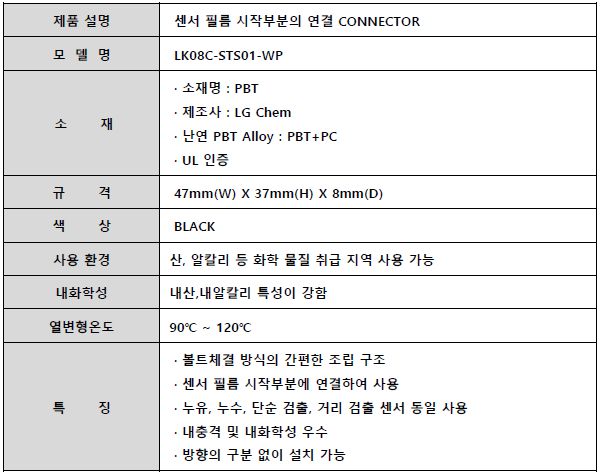 제품 설명 센서 필름 시작부분의 연결 CONNECTOR
모 델 명 LK08C-STS01-WP
소 재
· 소재명 : PBT
· 제조사 : LG Chem
· 난연 PBT Alloy : PBT+PC
· UL 인증
규 격 47mm(W) X 37mm(H) X 8mm(D)
색 상 BLACK
사용 환경 산, 알칼리 등 화학 물질 취급 지역 사용 가능
내화학성 내산,내알칼리 특성이 강함
열변형온도 90℃ ~ 120℃
특 징
· 볼트체결 방식의 간편한 조립 구조
· 센서 필름 시작부분에 연결하여 사용
· 누유, 누수, 단순 검출, 거리 검출 센서 동일 사용
· 내충격 및 내화학성 우수
· 방향의 구분 없이 설치 가능